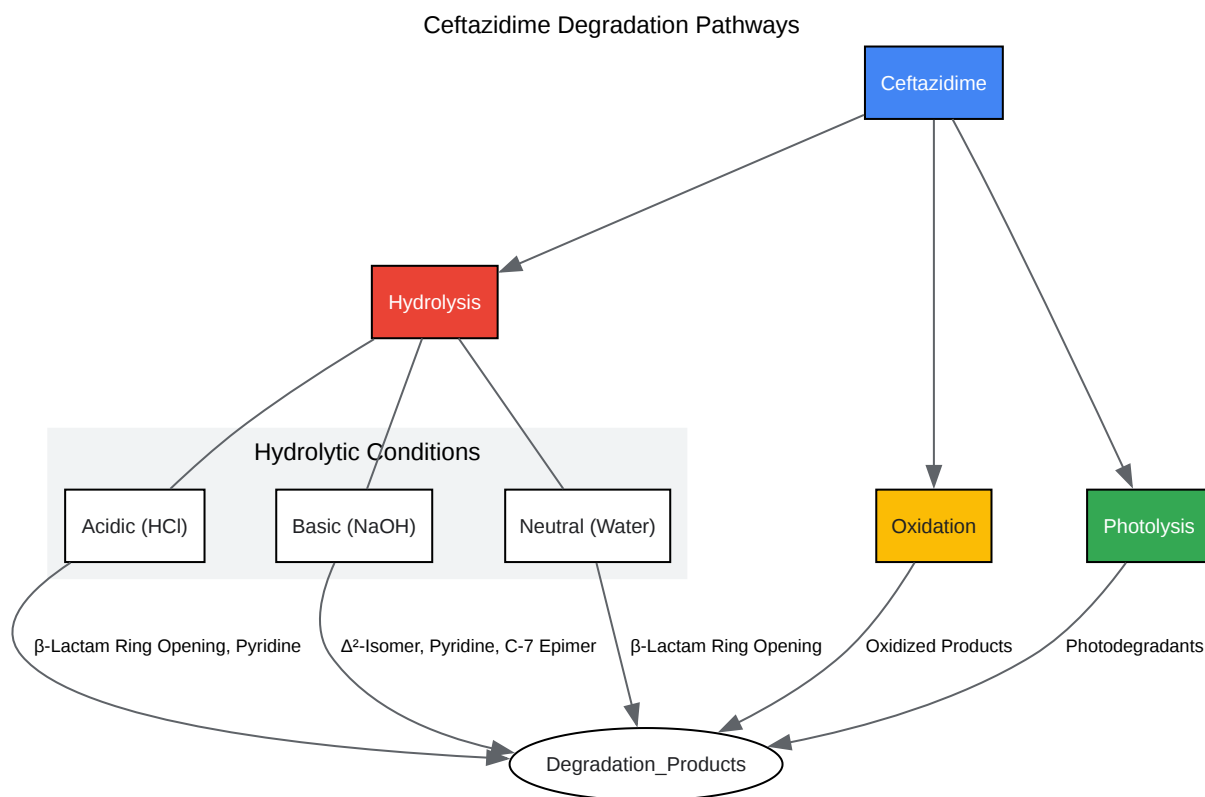 Ceftazidime Degradation Pathways
Ceftazidime
Hydrolysis
Hydrolytic Conditions
Acidic (HCl)
Basic (NaOH)
Neutral (Water)
Oxidation
Photolysis
β-Lactam Ring Opening, Pyridine
Δ²-Isomer, Pyridine, C-7 Epimer
β-Lactam Ring Opening
Oxidized Products
Photodegradants
Degradation_Products